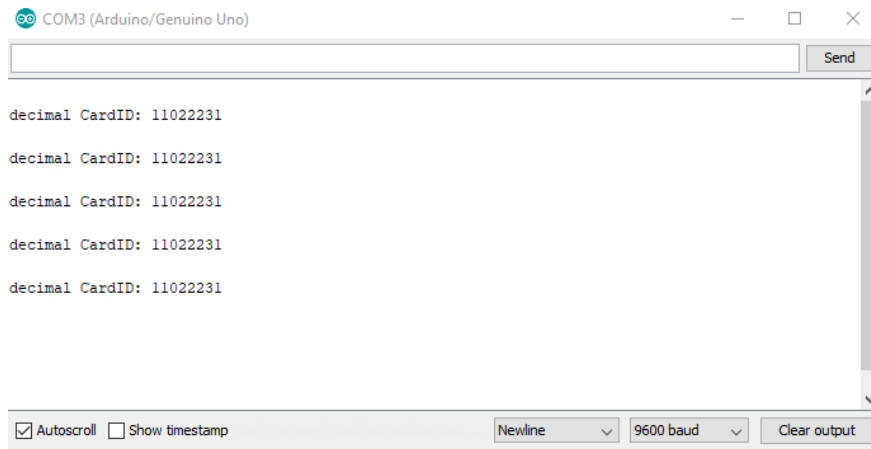 COM3 (Arduino/Genuino Uno)
Send
decimal CardID: 11022231
decimal CardID: 11022231
decimal CardID: 11022231
decimal CardID: 11022231
decimal CardID: 11022231
Autoscroll Show timestamp Newline 9600 baud Clear output